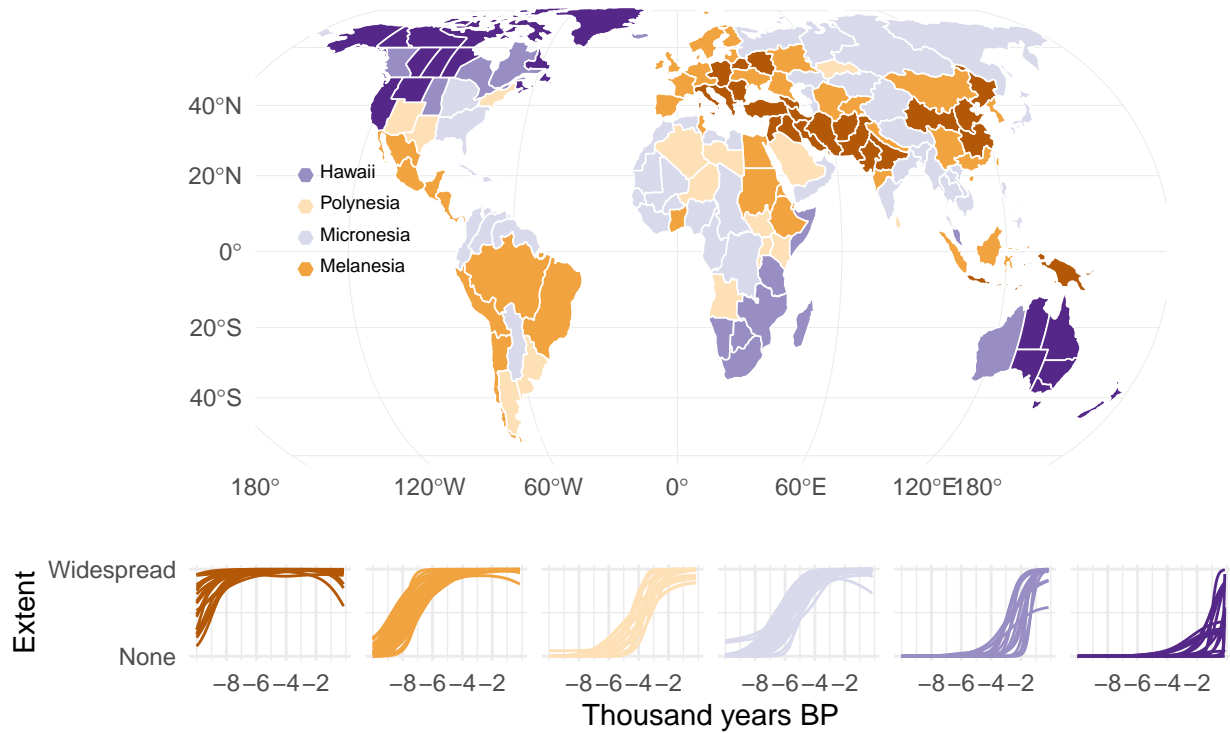 40°N
20°N
0°
20°S
40°S
Hawaii
Polynesia
Micronesia
Melanesia
180° 120°W 60°W 0° 60°E 120°E180°
Extent
Widespread
None
−8−6−4−2 −8−6−4−2 −8−6−4−2 −8−6−4−2 −8−6−4−2 −8−6−4−2
Thousand years BP